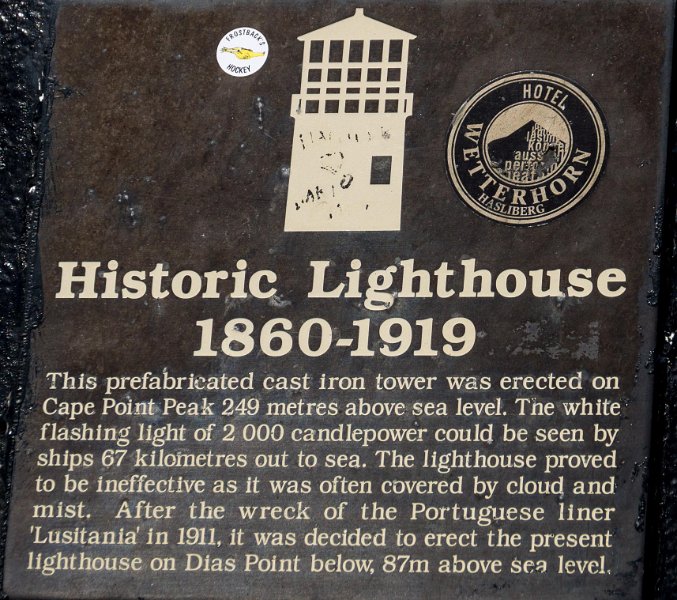 FROSTBACK'S
HOCKEY
HOTEL
WETTERHORN
HASLIBERG
Historic Lighthouse
1860-1919
This prefabricated cast iron tower was erected on
Cape Point Peak 249 metres above sea level. The white
flashing light of 2 000 candlepower could be seen by
ships 67 kilometres out to sea. The lighthouse proved
to be ineffective as it was often covered by cloud and
mist. After the wreck of the Portuguese liner
'Lusitania' in 1911, it was decided to erect the present
lighthouse on Dias Point below, 87m above sea level.